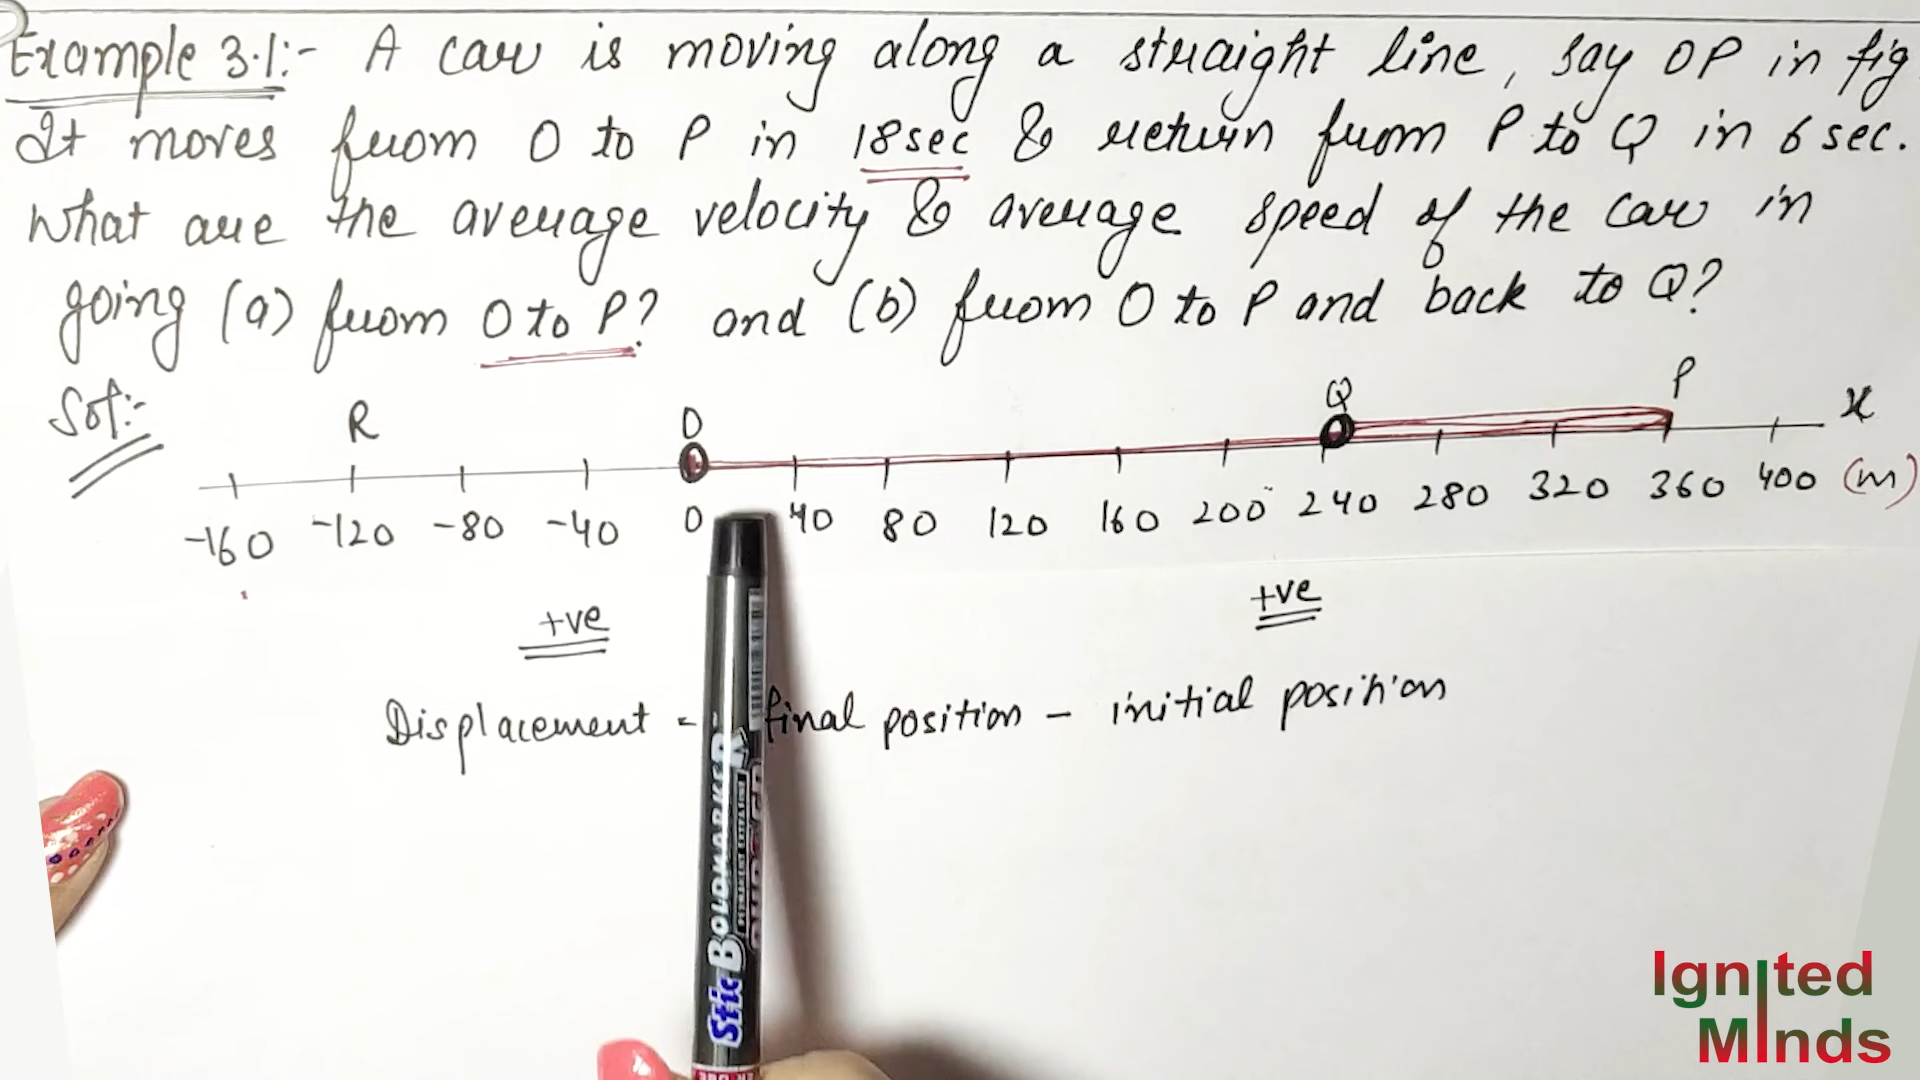 Example 3.1:- A car is moving along a straight line, say OP in fig
It moves from O to P in 18sec & return from P to Q in 6 sec.
What are the average velocity & average speed of the car in
going (a) from O to P? and (b) from O to P and back to Q?
Sol:-
R O Q P x
-160 -120 -80 -40 0 40 80 120 160 200 240 280 320 360 400 (m)
+ve +ve
Displacement = final position - initial position
Stic BOLDMARKER
Ignited
Minds